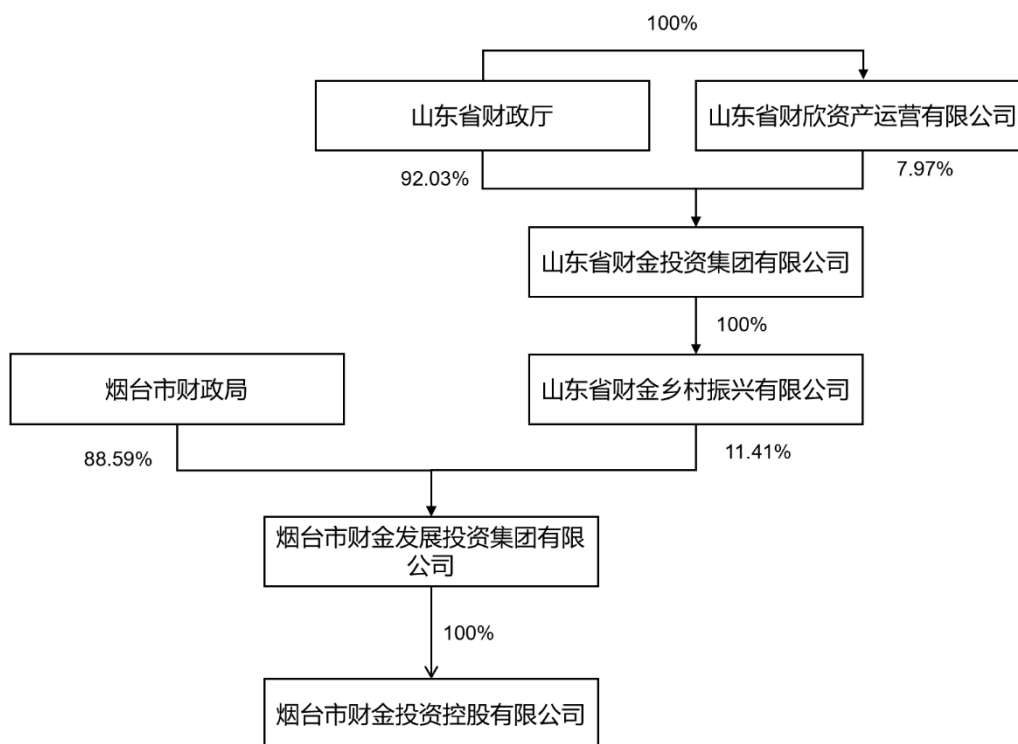 100%
山东省财政厅
山东省财欣资产运营有限公司
92.03%
7.97%
山东省财金投资集团有限公司
100%
烟台市财政局
山东省财金乡村振兴有限公司
88.59%
11.41%
烟台市财金发展投资集团有限
公司
100%
烟台市财金投资控股有限公司